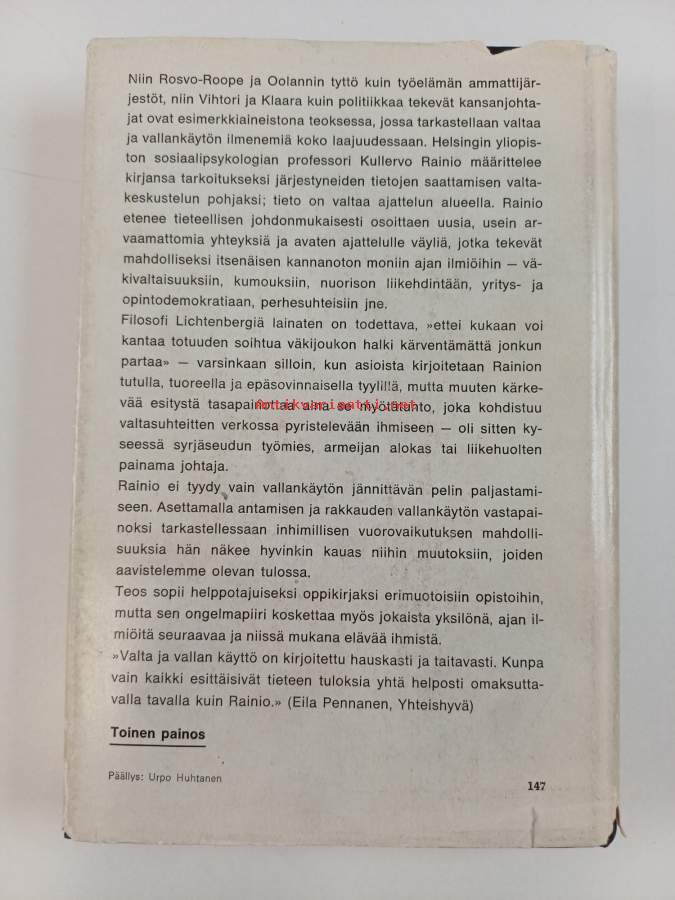 Niin Rosvo-Roope ja Oolannin tyttö kuin työelämän ammattijär-
jestöt, niin Vihtori ja Klaara kuin politiikkaa tekevät kansanjohta-
jat ovat esimerkkiaineistona teoksessa, jossa tarkastellaan valtaa
ja vallankäytön ilmenemiä koko laajuudessaan. Helsingin yliopis-
ton sosiaalipsykologian professori Kullervo Rainio määrittelee
kirjansa tarkoitukseksi järjestyneiden tietojen saattamisen valta-
keskustelun pohjaksi; tieto on valtaa ajattelun alueella. Rainio
etenee tieteellisen johdonmukaisesti osoittaen uusia, usein ar-
vaamattomia yhteyksiä ja avaten ajattelulle väyliä, jotka tekevät
mahdolliseksi itsenäisen kannanoton moniin ajan ilmiöihin — vä-
kivaltaisuuksiin, kumouksiin, nuorison liikehdintään, yritys- ja
opintodemokratiaan, perhesuhteisiin jne.
Filosofi Lichtenbergiä lainaten on todettava, »ettei kukaan voi
kantaa totuuden soihtua väkijoukon halki kärventämättä jonkun
partaa» — varsinkaan silloin, kun asioista kirjoitetaan Rainion
tutulla, tuoreella ja epäsovinnaisella tyylillä, mutta muuten kärke-
vää esitystä tasapainottaa aina se myötätunto, joka kohdistuu
Antikvariaatti.net
valtasuhteitten verkossa pyristelevään ihmiseen — oli sitten ky-
seessä syrjäseudun työmies, armeijan alokas tai liikehuolten
painama johtaja.
Rainio ei tyydy vain vallankäytön jännittävän pelin paljastami-
seen. Asettamalla antamisen ja rakkauden vallankäytön vastapai-
noksi tarkastellessaan inhimillisen vuorovaikutuksen mahdolli-
suuksia hän näkee hyvinkin kauas niihin muutoksiin, joiden
aavistelemme olevan tulossa.
Teos sopii helppotajuiseksi oppikirjaksi erimuotoisiin opistoihin,
mutta sen ongelmapiiri koskettaa myös jokaista yksilönä, ajan il-
miöitä seuraavaa ja niissä mukana elävää ihmistä.
»Valta ja vallan käyttö on kirjoitettu hauskasti ja taitavasti. Kunpa
vain kaikki esittäisivät tieteen tuloksia yhtä helposti omaksutta-
valla tavalla kuin Rainio.» (Eila Pennanen, Yhteishyvä)
Toinen painos
Päällys: Urpo Huhtanen
147